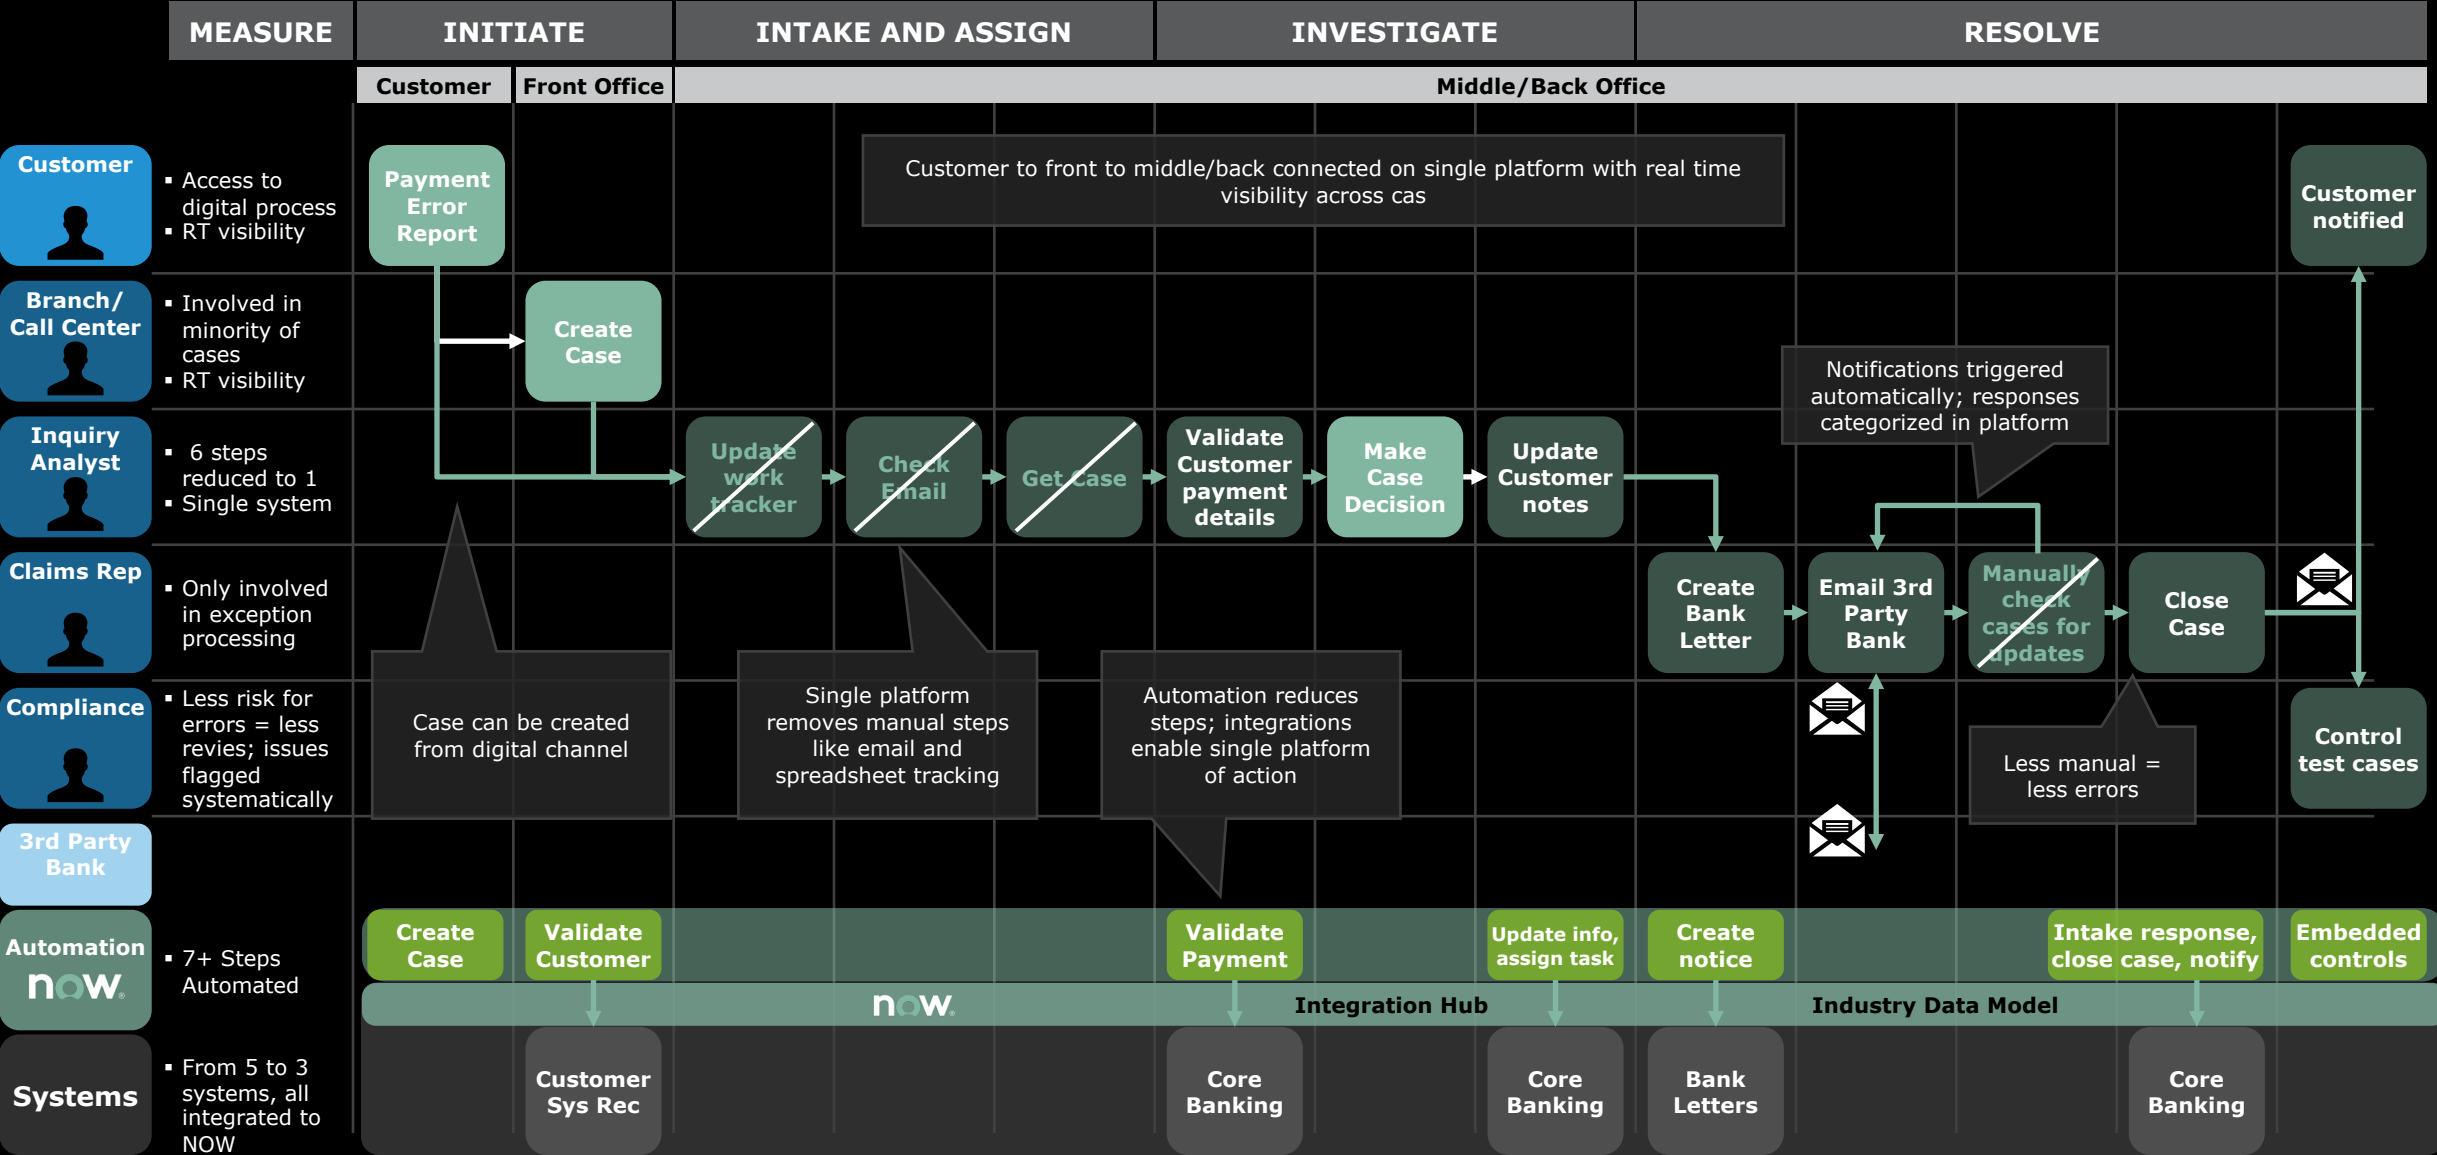 MEASURE
INITIATE
INTAKE AND ASSIGN
INVESTIGATE
RESOLVE
Customer
Front Office
Middle/Back Office
Customer
▪ Access to
digital process
▪ RT visibility
Payment
Error
Report
Customer to front to middle/back connected on single platform with real time
visibility across cas
Customer
notified
Branch/
Call Center
▪ Involved in
minority of
cases
▪ RT visibility
Create
Case
Notifications triggered
automatically; responses
categorized in platform
Inquiry
Analyst
▪ 6 steps
reduced to 1
▪ Single system
Update
work
tracker
Check
Email
Get Case
Validate
Customer
payment
details
Make
Case
Decision
Update
Customer
notes
Claims Rep
▪ Only involved
in exception
processing
Create
Bank
Letter
Email 3rd
Party
Bank
Manually
check
cases for
updates
Close
Case
Compliance
▪ Less risk for
errors = less
revies; issues
flagged
systematically
Case can be created
from digital channel
Single platform
removes manual steps
like email and
spreadsheet tracking
Automation reduces
steps; integrations
enable single platform
of action
Less manual =
less errors
Control
test cases
3rd Party
Bank
Automation
now®
▪ 7+ Steps
Automated
Create
Case
Validate
Customer
Validate
Payment
Update info,
assign task
Create
notice
Intake response,
close case, notify
Embedded
controls
now®
Integration Hub
Industry Data Model
Systems
▪ From 5 to 3
systems, all
integrated to
NOW
Customer
Sys Rec
Core
Banking
Core
Banking
Bank
Letters
Core
Banking